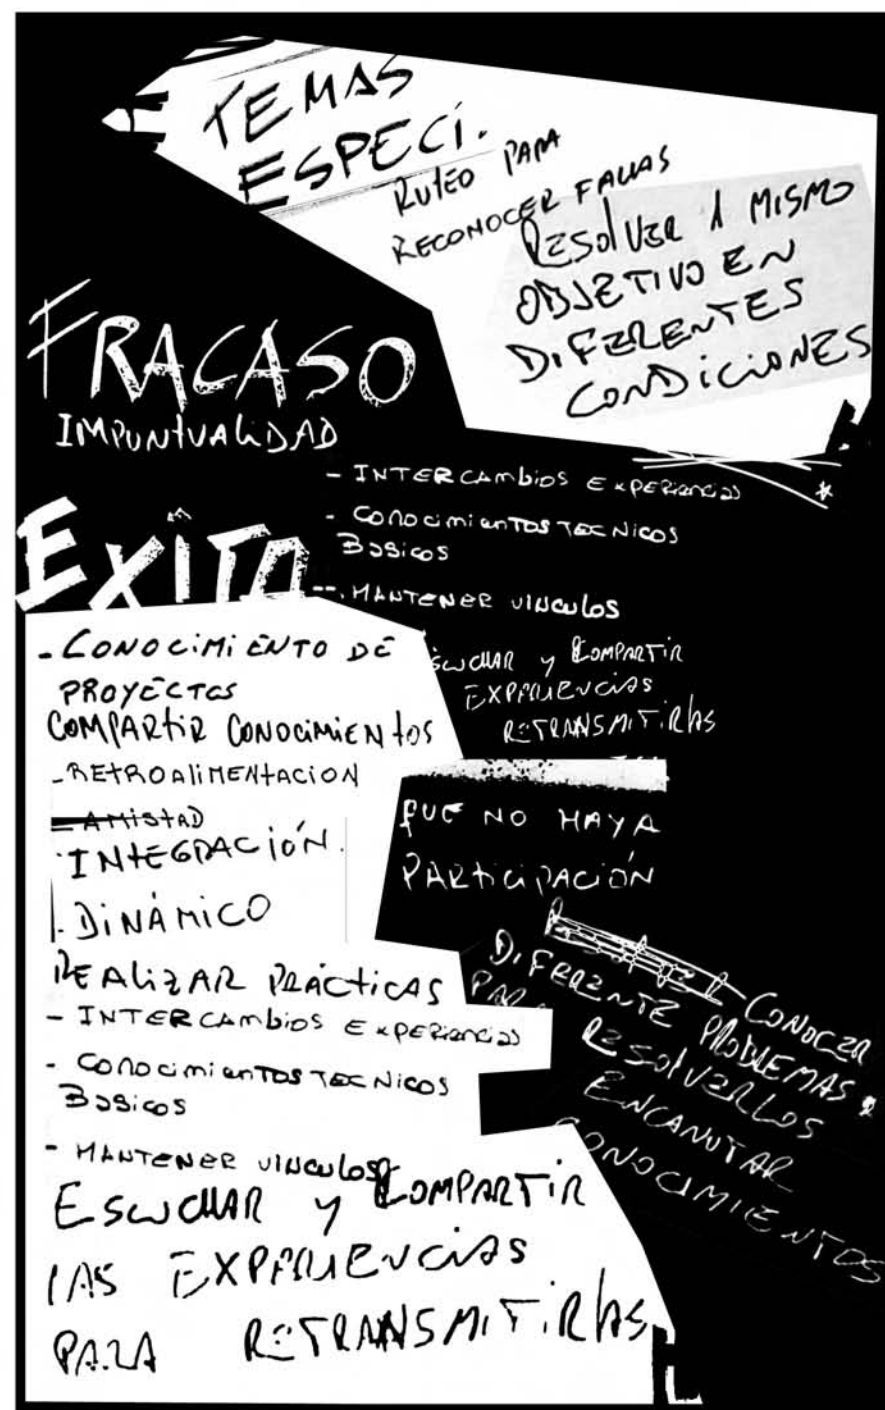 TEMAS
ESPECÍ.
RUTEO PARA
RECONOCER FALLAS
RESOLVER 1 MISMO
OBJETIVO EN
DIFERENTES
CONDICIONES
FRACASO
IMPUNTUALIDAD
- INTERCAMBIOS EXPERIENCIAS
- CONOCIMIENTOS TECNICOS
BASICOS
- MANTENER VINCULOS
ESCUCHAR Y COMPARTIR
EXPERIENCIAS
RETRANSMITIRLAS
EXITO
- CONOCIMIENTO DE
PROYECTOS
COMPARTIR CONOCIMIENTOS
- RETROALIMENTACION
- AMISTAD
INTEGRACIÓN.
- DINÁMICO
REALIZAR PRÁCTICAS
- INTERCAMBIOS EXPERIENCIAS
- CONOCIMIENTOS TECNICOS
BASICOS
- MANTENER VINCULOS
ESCUCHAR Y COMPARTIR
LAS EXPERIENCIAS
PARA RETRANSMITIRLAS
QUE NO HAYA
PARTICIPACIÓN
CONOCER
DIFERENTE PROBLEMAS.
PARA RESOLVERLOS
ENCANUTAR
CONOCIMIENTOS